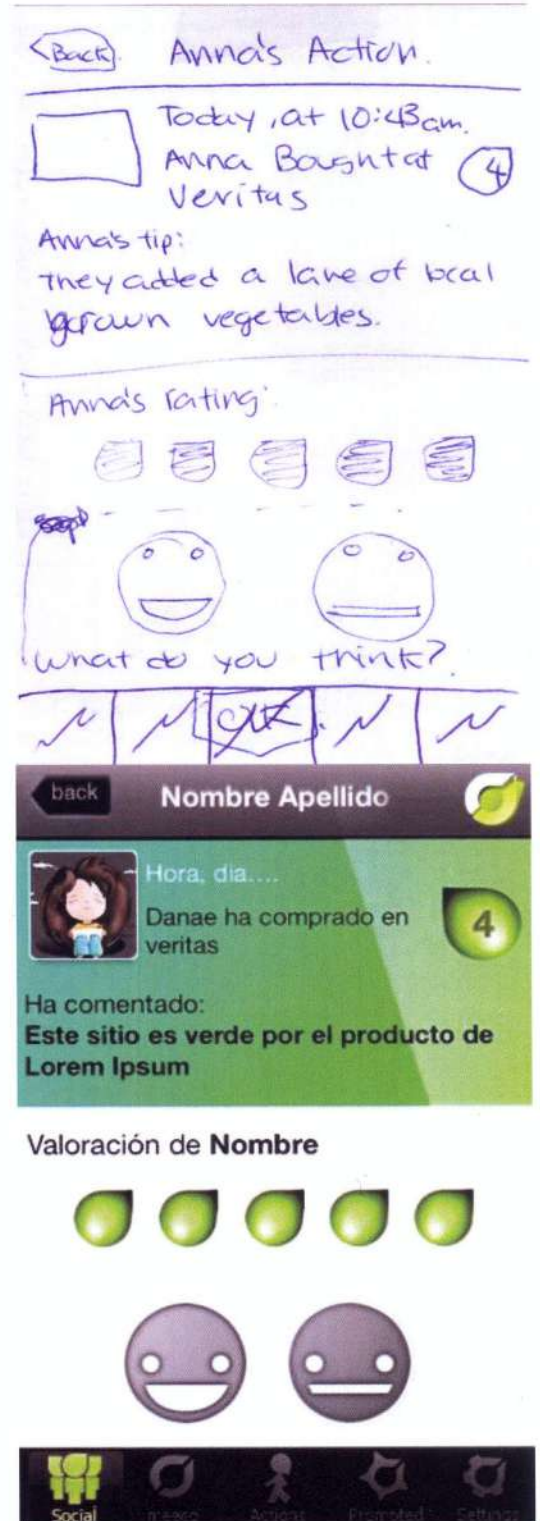 Back
Anna's Action.
Today, at 10:43am.
Anna Bought at
Veritas
4
Anna's tip:
They added a lane of local
grown vegetables.
Anna's rating:
What do you think?
back
Nombre Apellido
Hora, dia....
Danae ha comprado en
veritas
4
Ha comentado:
Este sitio es verde por el producto de
Lorem Ipsum
Valoración de Nombre
Social
Actions
Promoted
Settings